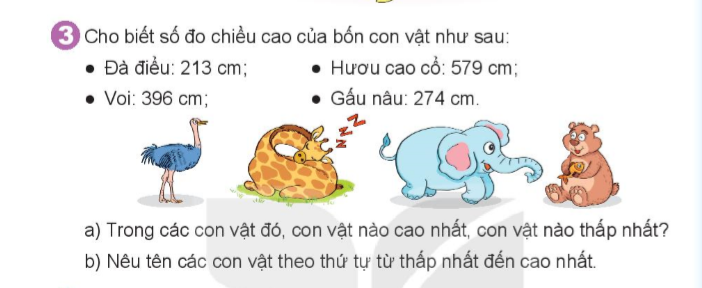 3 Cho biết số đo chiều cao của bốn con vật như sau:
• Đà điểu: 213 cm; • Hươu cao cổ: 579 cm;
• Voi: 396 cm; • Gấu nâu: 274 cm.
z z z
a) Trong các con vật đó, con vật nào cao nhất, con vật nào thấp nhất?
b) Nêu tên các con vật theo thứ tự từ thấp nhất đến cao nhất.